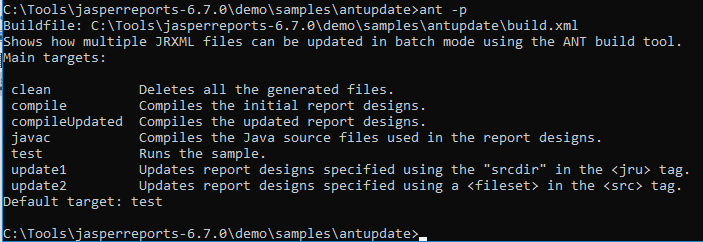 C:\Tools\jasperreports-6.7.0\demo\samples\antupdate>ant -p
Buildfile: C:\Tools\jasperreports-6.7.0\demo\samples\antupdate\build.xml
Shows how multiple JRXML files can be updated in batch mode using the ANT build tool.
Main targets:
clean Deletes all the generated files.
compile Compiles the initial report designs.
compileUpdated Compiles the updated report designs.
javac Compiles the Java source files used in the report designs.
test Runs the sample.
update1 Updates report designs specified using the "srcdir" in the <jru> tag.
update2 Updates report designs specified using a <fileset> in the <src> tag.
Default target: test
C:\Tools\jasperreports-6.7.0\demo\samples\antupdate>